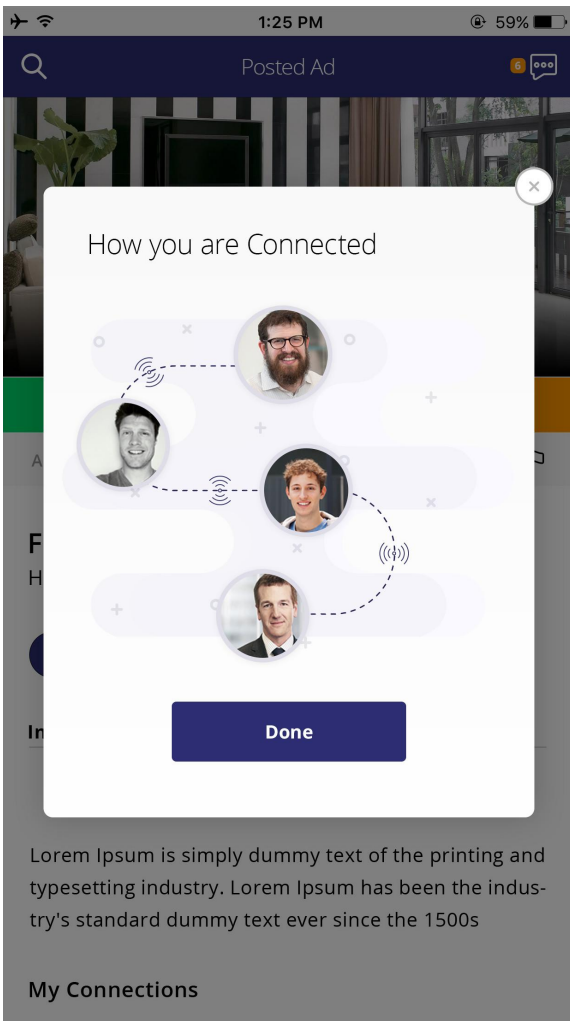 1:25 PM
59%
Posted Ad
6
How you are Connected
A
F
H
Done
In
Lorem Ipsum is simply dummy text of the printing and
typesetting industry. Lorem Ipsum has been the indus-
try's standard dummy text ever since the 1500s
My Connections